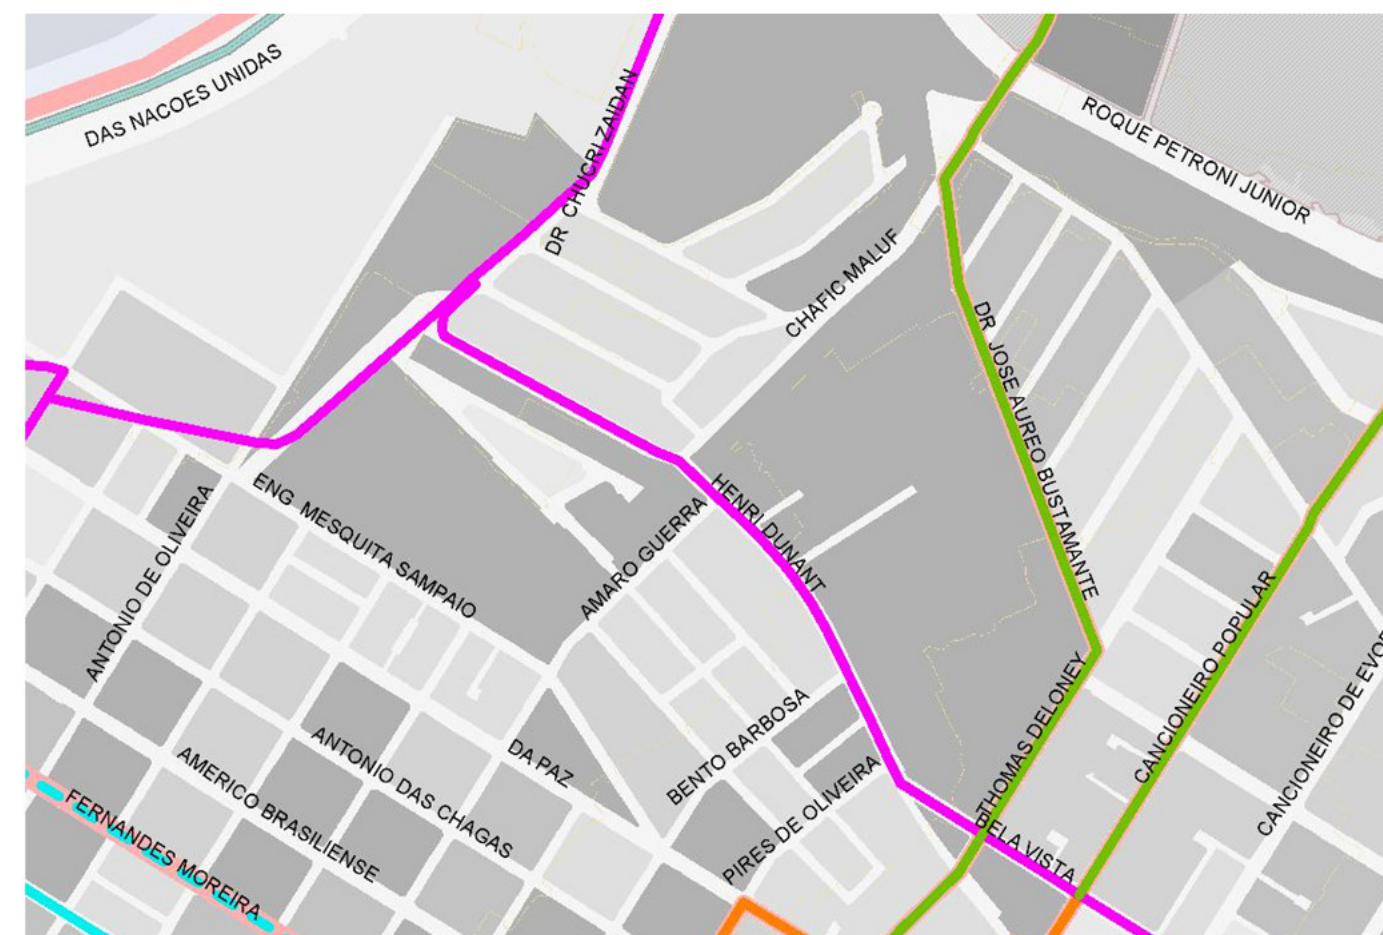 DAS NACOES UNIDAS
DR CHUCRI ZAIDAN
ROQUE PETRONI JUNIOR
CHAFIC MALUF
DR JOSE AUREO BUSTAMANTE
HENRI DUNANT
ENG MESQUITA SAMPAIO
ANTONIO DE OLIVEIRA
AMARO GUERRA
CANCIONEIRO POPULAR
CANCIONEIRO DE EVOR
THOMAS DELONEY
BENTO BARBOSA
DA PAZ
ANTONIO DAS CHAGAS
AMERICO BRASILIENSE
PIRES DE OLIVEIRA
BELA VISTA
FERNANDES MOREIRA